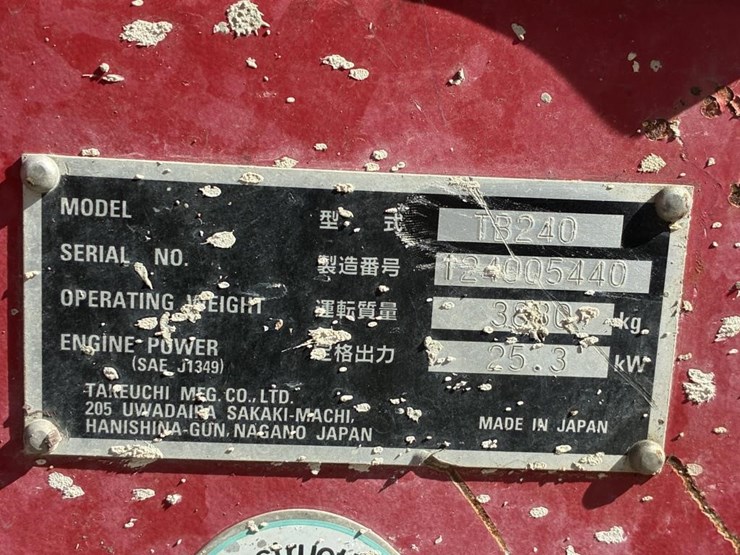 MODEL 型 式 TB240
SERIAL NO. 製造番号 124005440
OPERATING WEIGHT 運転質量 kg
ENGINE POWER 定格出力 25.3 kW
(SAE J1349)
TAKEUCHI MFG. CO., LTD.
205 UWADAIRA SAKAKI-MACHI,
HANISHINA-GUN, NAGANO JAPAN
MADE IN JAPAN